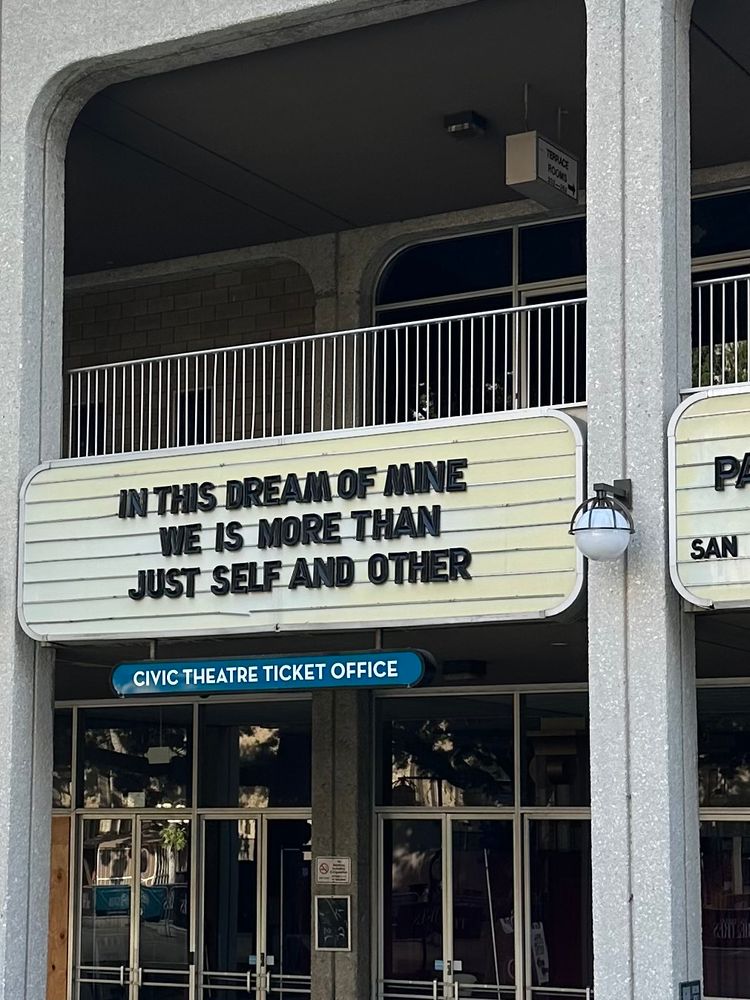 TERRACE
ROOMS
IN THIS DREAM OF MINE
WE IS MORE THAN
JUST SELF AND OTHER
PA
SAN
CIVIC THEATRE TICKET OFFICE